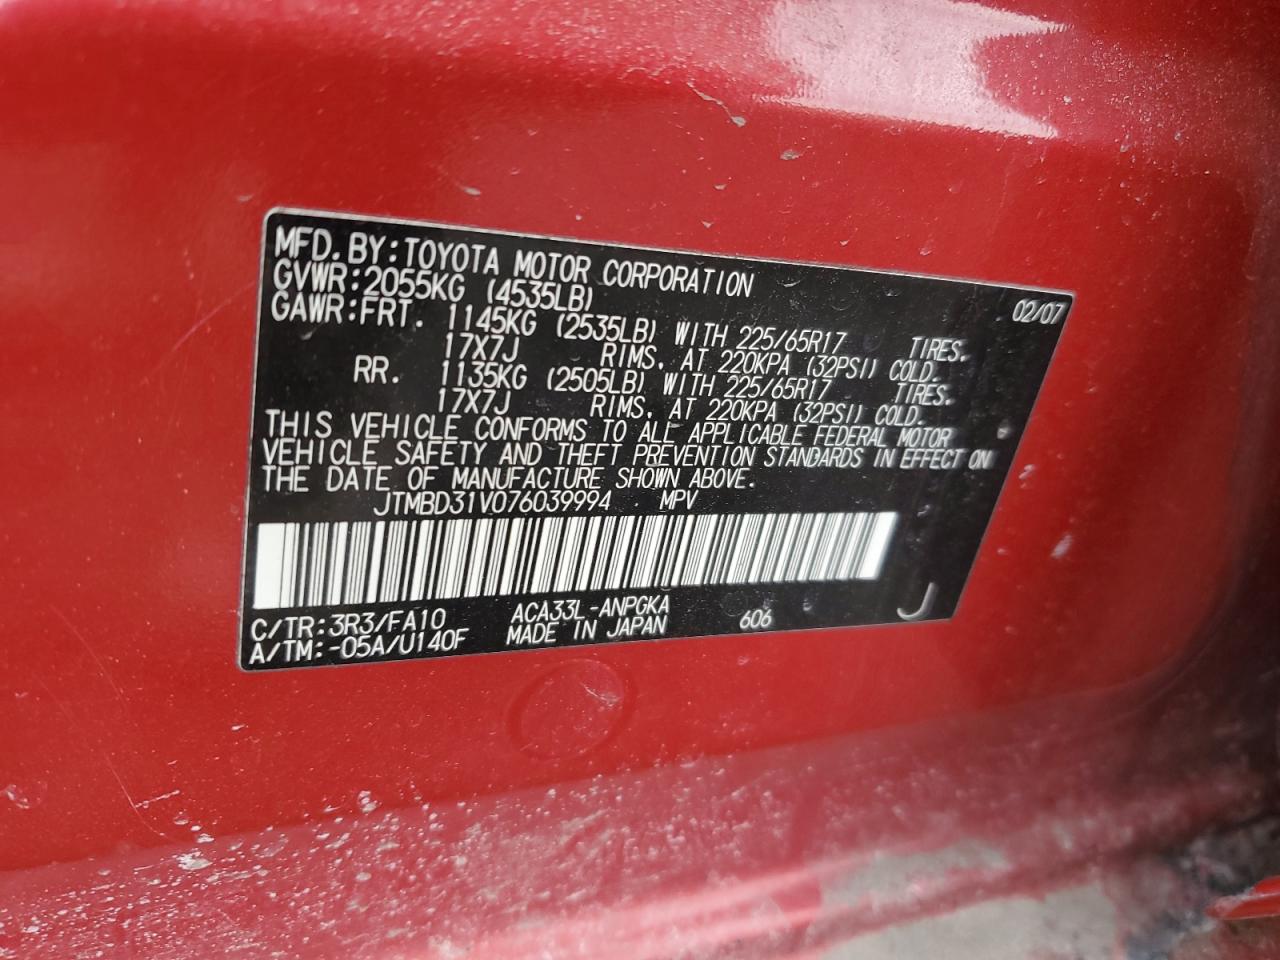 MFD. BY: TOYOTA MOTOR CORPORATION 02/07
GVWR: 2055KG (4535LB)
GAWR: FRT. 1145KG (2535LB) WITH 225/65R17 TIRES.
17X7J RIMS. AT 220KPA (32PSI) COLD.
RR. 1135KG (2505LB) WITH 225/65R17 TIRES.
17X7J RIMS. AT 220KPA (32PSI) COLD.
THIS VEHICLE CONFORMS TO ALL APPLICABLE FEDERAL MOTOR
VEHICLE SAFETY AND THEFT PREVENTION STANDARDS IN EFFECT ON
THE DATE OF MANUFACTURE SHOWN ABOVE.
JTMBD31V076039994 MPV
C/TR: 3R3/FA10 ACA33L-ANPGKA 606 J
A/TM: -05A/U140F MADE IN JAPAN